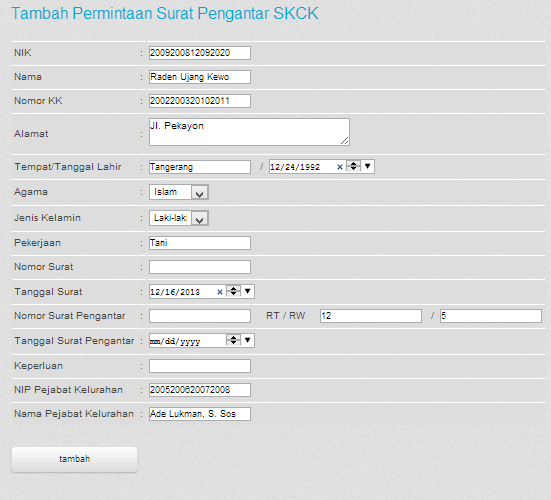 Tambah Permintaan Surat Pengantar SKCK
NIK : 2009200812092020
Nama : Raden Ujang Kewo
Nomor KK : 2002200320102011
Alamat : Jl. Pekayon
Tempat/Tanggal Lahir : Tangerang / 12/24/1992
Agama : Islam
Jenis Kelamin : Laki-laki
Pekerjaan : Tani
Nomor Surat :
Tanggal Surat : 12/16/2013
Nomor Surat Pengantar : RT / RW 12 / 5
Tanggal Surat Pengantar : mm/dd/yyyy
Keperluan :
NIP Pejabat Kelurahan : 2005200620072008
Nama Pejabat Kelurahan : Ade Lukman, S. Sos
tambah